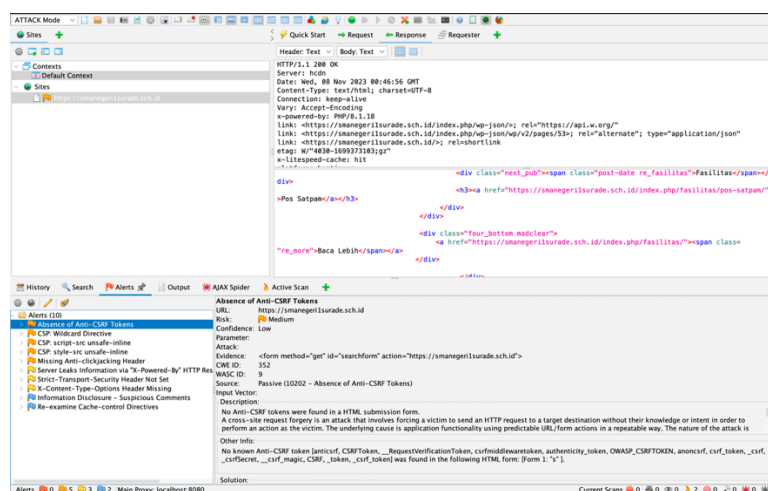 ATTACK Mode
Sites
Quick Start
Request
Response
Requester
Header: Text
Body: Text
Contexts
Default Context
Sites
https://smanegeri1surade.sch.id
HTTP/1.1 200 OK
Server: hcdn
Date: Wed, 08 Nov 2023 00:46:56 GMT
Content-Type: text/html; charset=UTF-8
Connection: keep-alive
Vary: Accept-Encoding
x-powered-by: PHP/8.1.18
link: <https://smanegeri1surade.sch.id/index.php/wp-json/>; rel="https://api.w.org/"
link: <https://smanegeri1surade.sch.id/index.php/wp-json/wp/v2/pages/53>; rel="alternate"; type="application/json"
link: <https://smanegeri1surade.sch.id/>; rel=shortlink
etag: W/"4030-1699373103;gz"
x-litespeed-cache: hit
<div class="next_pub"><span class="post-date re_fasilitas">Fasilitas</span></
div>
<h3><a href="https://smanegeri1surade.sch.id/index.php/fasilitas/pos-satpam/"
>Pos Satpam</a></h3>
</div>
</div>
<div class="four_bottom madclear">
<a href="https://smanegeri1surade.sch.id/index.php/fasilitas/"><span class=
"re_more">Baca Lebih</span></a>
</div>
</div>
History
Search
Alerts
Output
AJAX Spider
Active Scan
Alerts (10)
Absence of Anti-CSRF Tokens
CSP: Wildcard Directive
CSP: script-src unsafe-inline
CSP: style-src unsafe-inline
Missing Anti-clickjacking Header
Server Leaks Information via "X-Powered-By" HTTP Res
Strict-Transport-Security Header Not Set
X-Content-Type-Options Header Missing
Information Disclosure - Suspicious Comments
Re-examine Cache-control Directives
Absence of Anti-CSRF Tokens
URL: https://smanegeri1surade.sch.id
Risk: Medium
Confidence: Low
Parameter:
Attack:
Evidence: <form method="get" id="searchform" action="https://smanegeri1surade.sch.id">
CWE ID: 352
WASC ID: 9
Source: Passive (10202 - Absence of Anti-CSRF Tokens)
Input Vector:
Description:
No Anti-CSRF tokens were found in a HTML submission form.
A cross-site request forgery is an attack that involves forcing a victim to send an HTTP request to a target destination without their knowledge or intent in order to
perform an action as the victim. The underlying cause is application functionality using predictable URL/form actions in a repeatable way. The nature of the attack is
Other Info:
No known Anti-CSRF token [anticsrf, CSRFToken, __RequestVerificationToken, csrfmiddlewaretoken, authenticity_token, OWASP_CSRFTOKEN, anoncsrf, csrf_token, _csrf,
_csrfSecret, __csrf_magic, CSRF, _token, _csrf_token] was found in the following HTML form: [Form 1: "s" ].
Solution:
Alerts 0 5 3 2 Main Proxy: localhost:8080
Current Scans 0 0 0 2 0 0